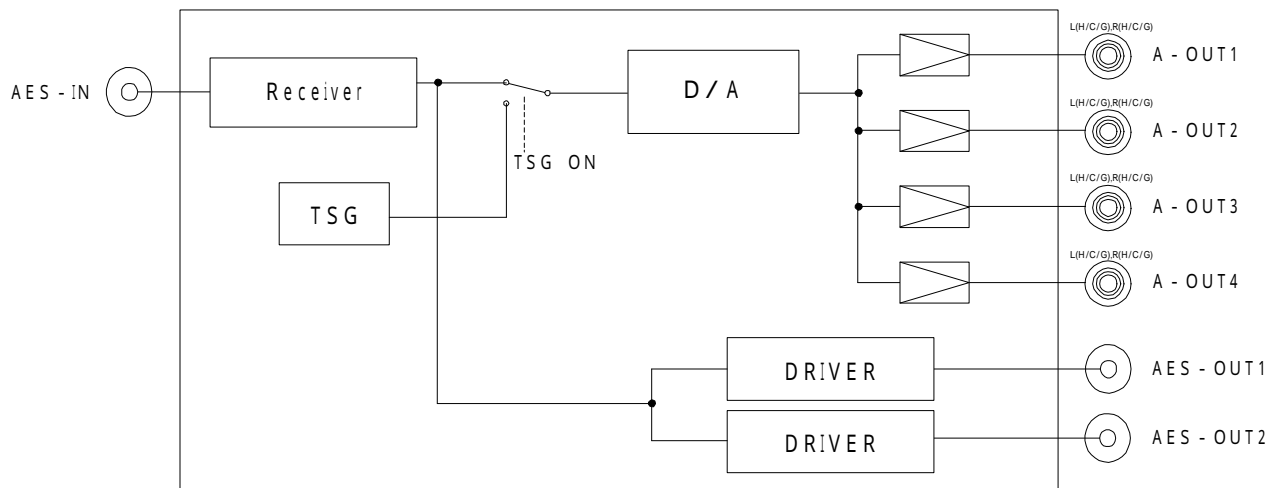 L(H/C/G),R(H/C/G)
A-OUT1
AES-IN
Receiver
D/A
L(H/C/G),R(H/C/G)
A-OUT2
TSG ON
L(H/C/G),R(H/C/G)
A-OUT3
TSG
L(H/C/G),R(H/C/G)
A-OUT4
DRIVER
AES-OUT1
DRIVER
AES-OUT2